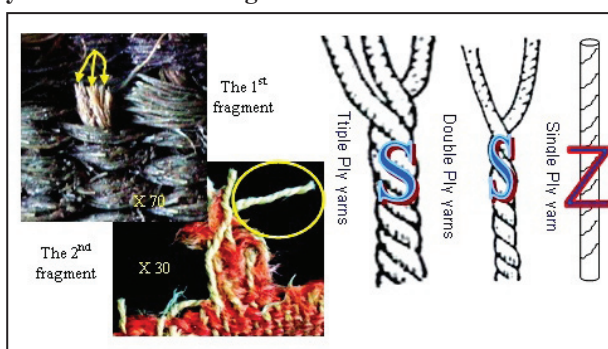 The 1st
fragment
X 70
The 2nd
fragment
X 30
Ttiple Ply yarns
S
Double Ply yarns
S
Single Ply yarn
Z